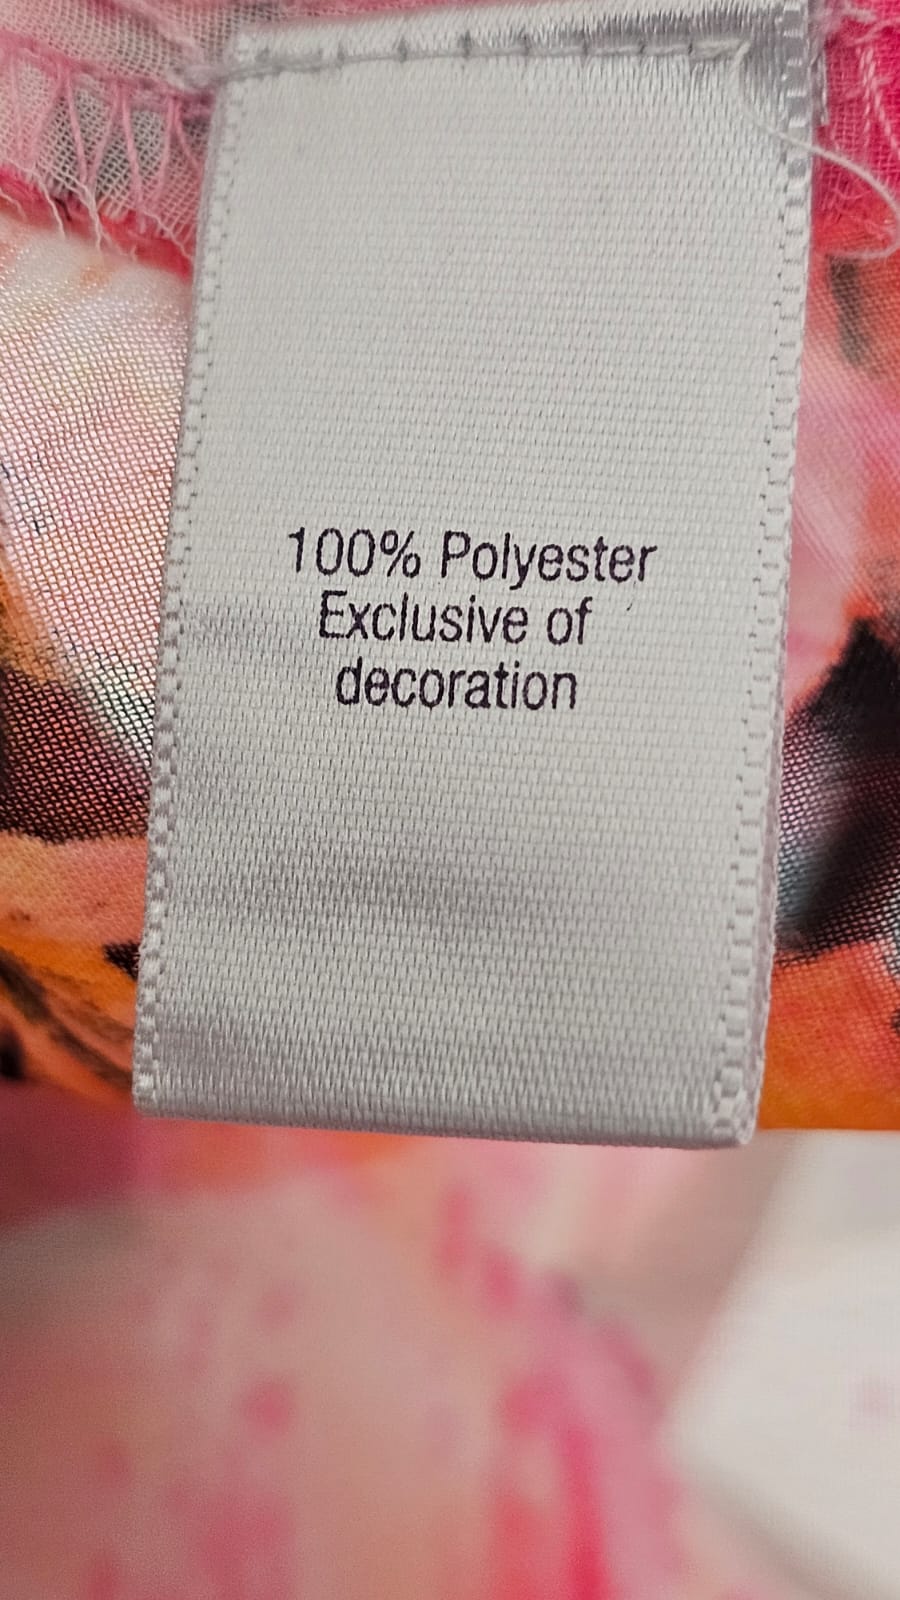 100% Polyester
Exclusive of
decoration